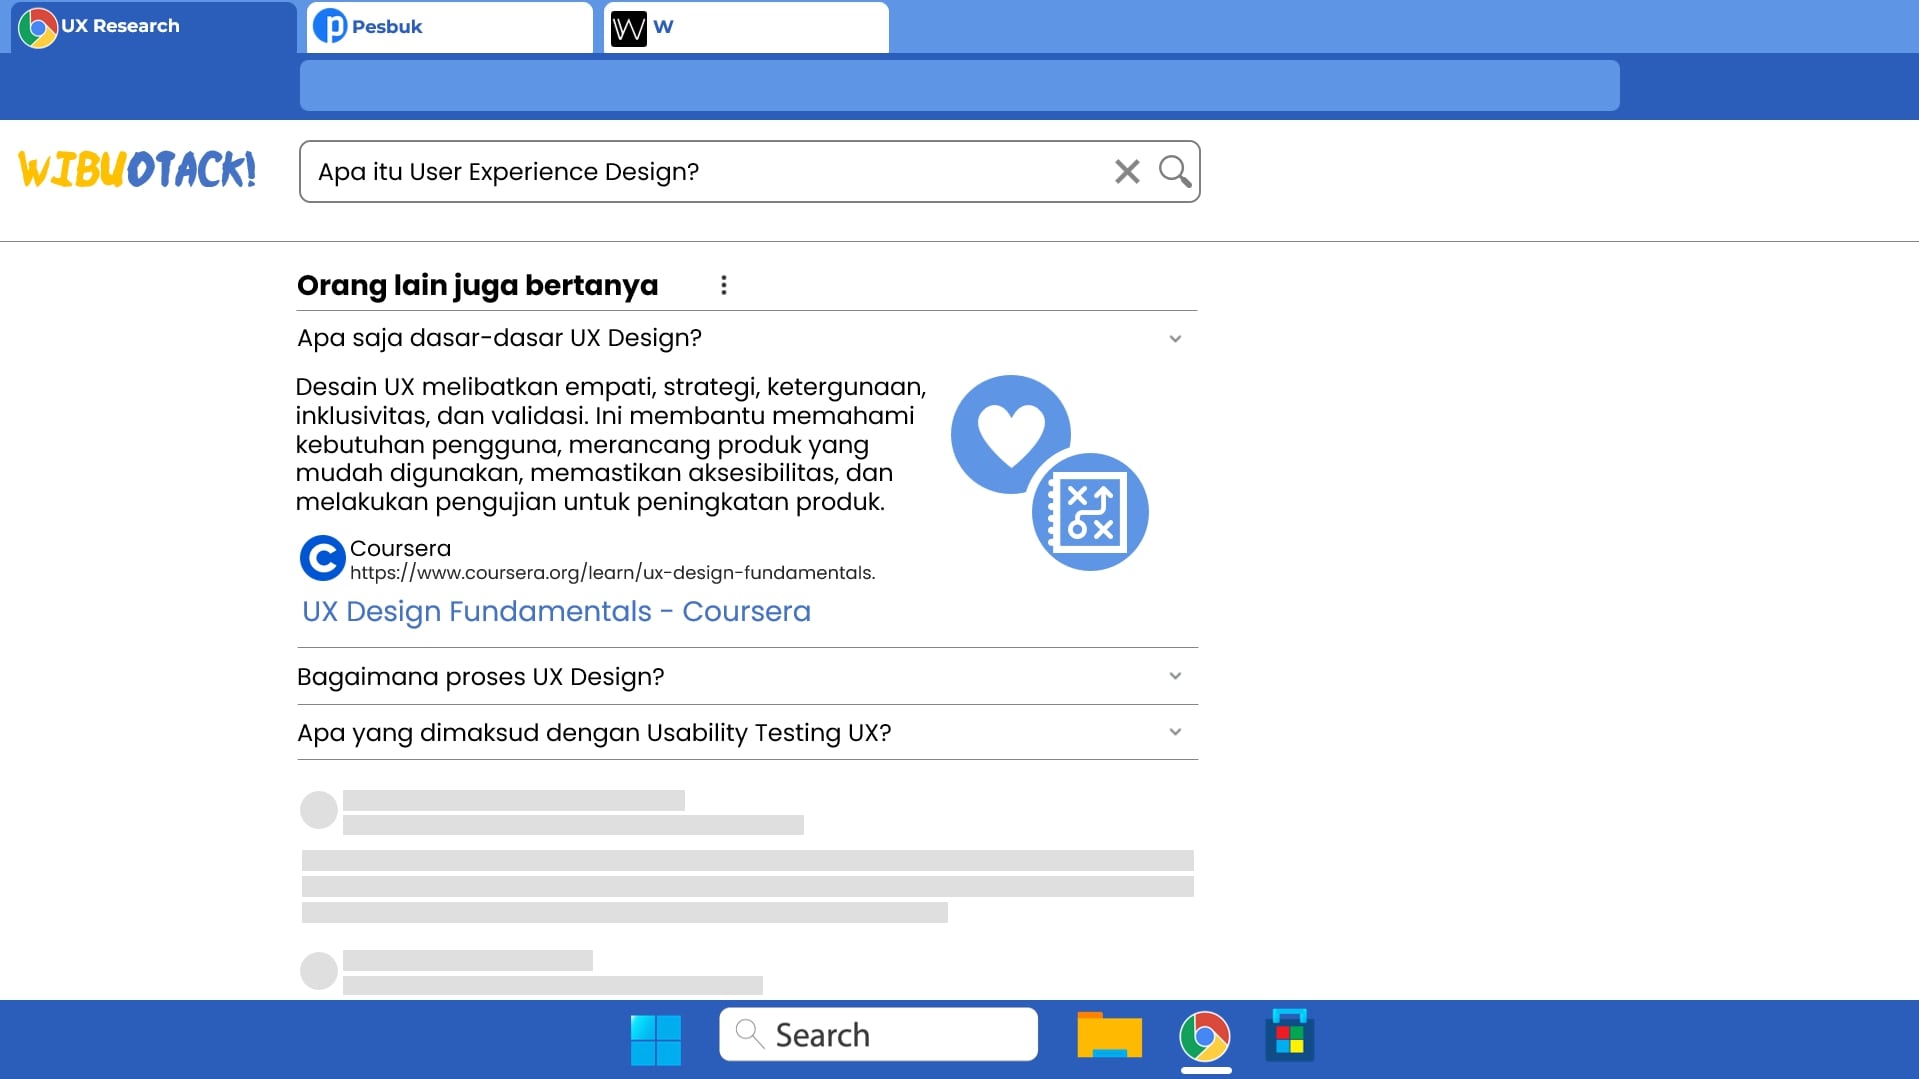 UX Research
Pesbuk
W
WIBUOTACK!
Apa itu User Experience Design?
Orang lain juga bertanya
Apa saja dasar-dasar UX Design?
Desain UX melibatkan empati, strategi, ketergunaan,
inklusivitas, dan validasi. Ini membantu memahami
kebutuhan pengguna, merancang produk yang
mudah digunakan, memastikan aksesibilitas, dan
melakukan pengujian untuk peningkatan produk.
Coursera
https://www.coursera.org/learn/ux-design-fundamentals.
UX Design Fundamentals - Coursera
Bagaimana proses UX Design?
Apa yang dimaksud dengan Usability Testing UX?
Search